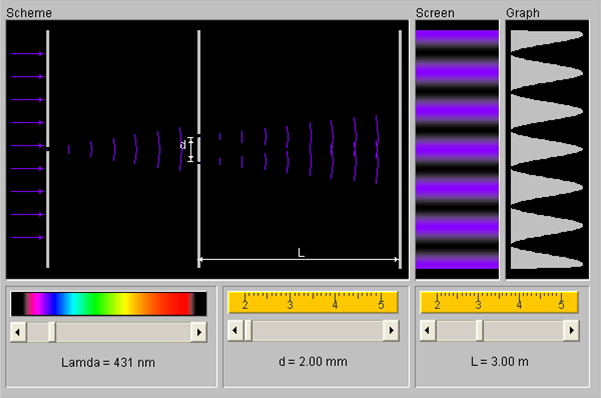 Scheme
Screen
Graph
d
L
2 3 4 5
2 3 4 5
Lamda = 431 nm
d = 2.00 mm
L = 3.00 m